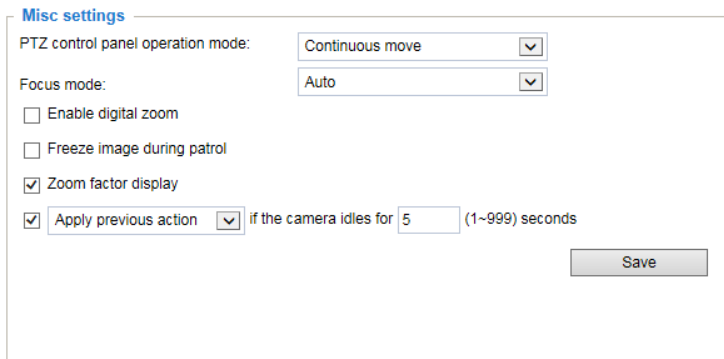 Misc settings
PTZ control panel operation mode: Continuous move
Focus mode: Auto
Enable digital zoom
Freeze image during patrol
Zoom factor display
Apply previous action if the camera idles for 5 (1~999) seconds
Save